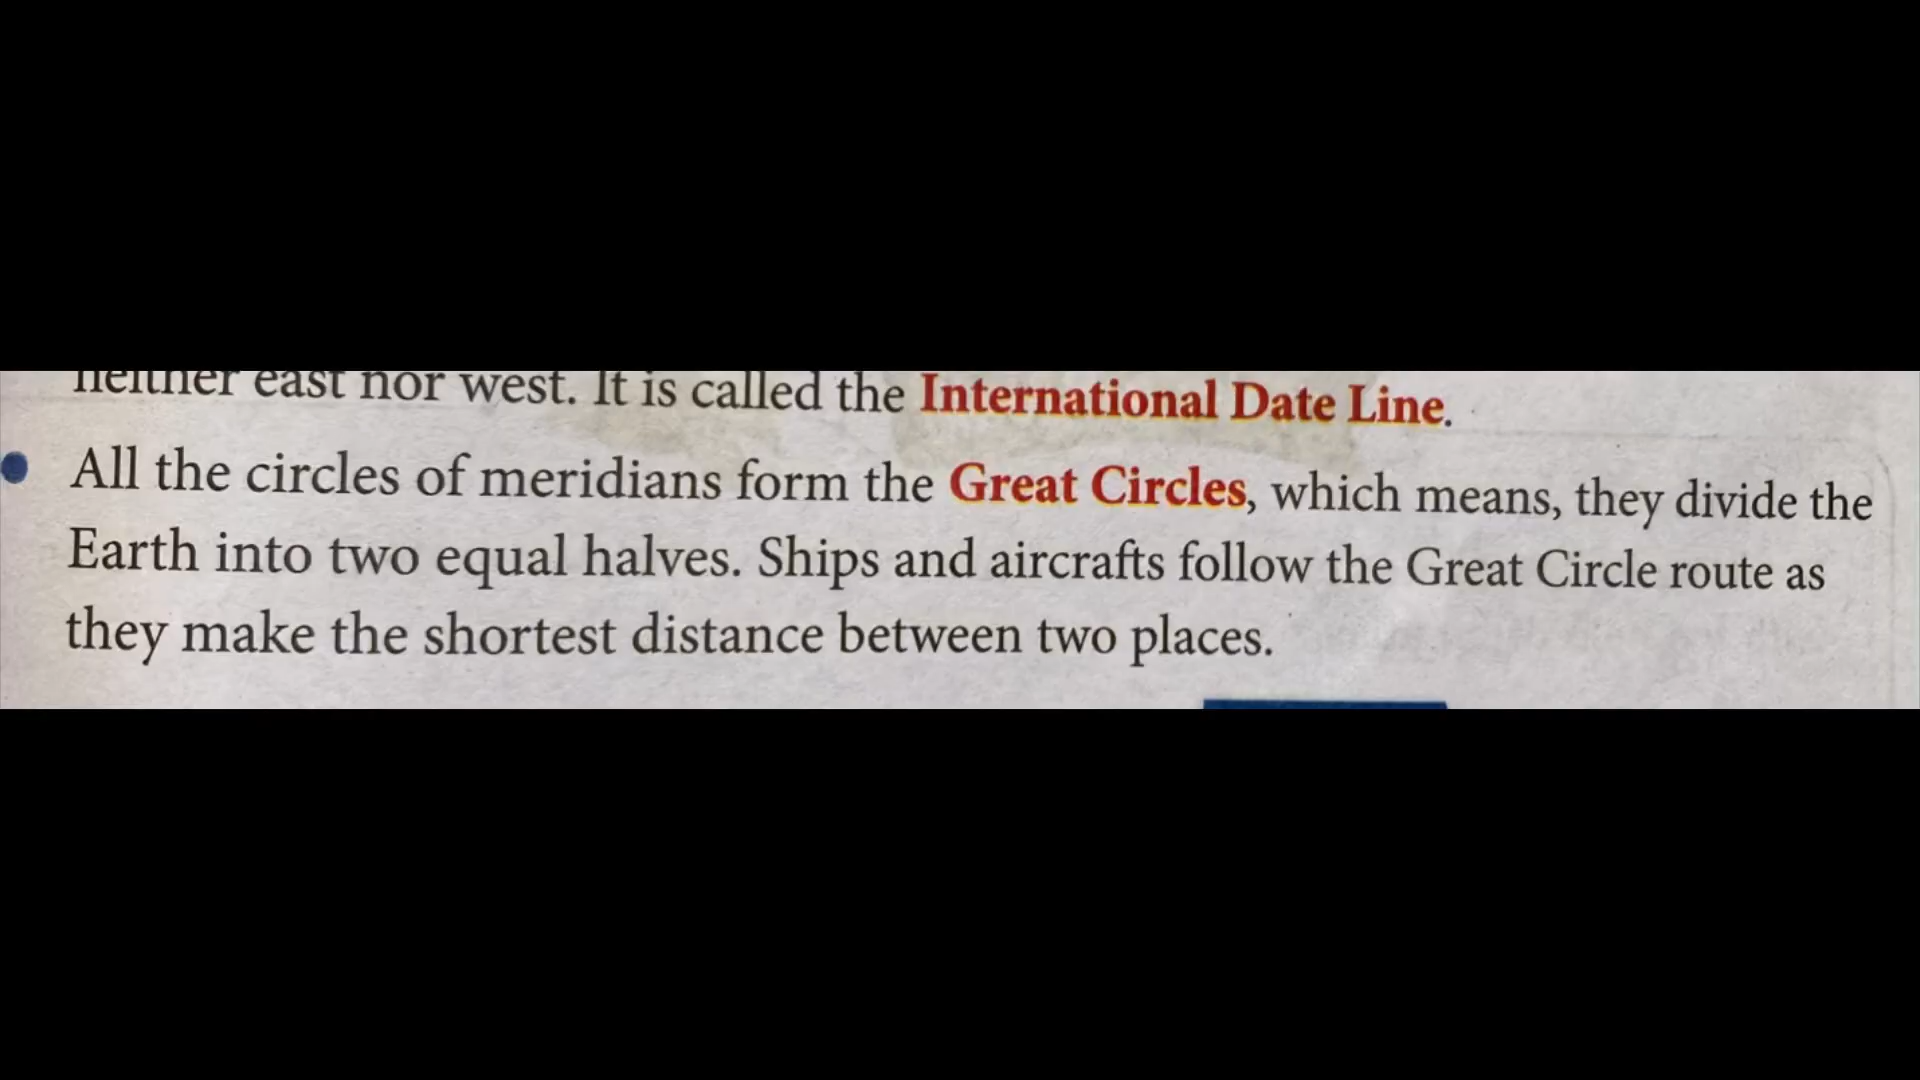 neither east nor west. It is called the International Date Line.
All the circles of meridians form the Great Circles, which means, they divide the
Earth into two equal halves. Ships and aircrafts follow the Great Circle route as
they make the shortest distance between two places.